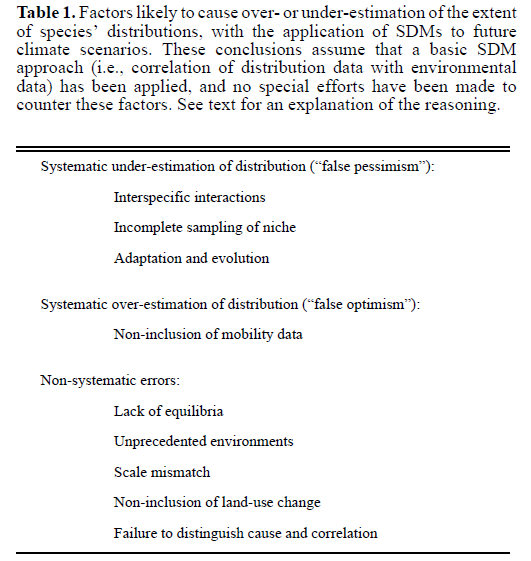 Table 1. Factors likely to cause over- or under-estimation of the extent
of species’ distributions, with the application of SDMs to future
climate scenarios. These conclusions assume that a basic SDM
approach (i.e., correlation of distribution data with environmental
data) has been applied, and no special efforts have been made to
counter these factors. See text for an explanation of the reasoning.
Systematic under-estimation of distribution (“false pessimism”):
Interspecific interactions
Incomplete sampling of niche
Adaptation and evolution
Systematic over-estimation of distribution (“false optimism”):
Non-inclusion of mobility data
Non-systematic errors:
Lack of equilibria
Unprecedented environments
Scale mismatch
Non-inclusion of land-use change
Failure to distinguish cause and correlation